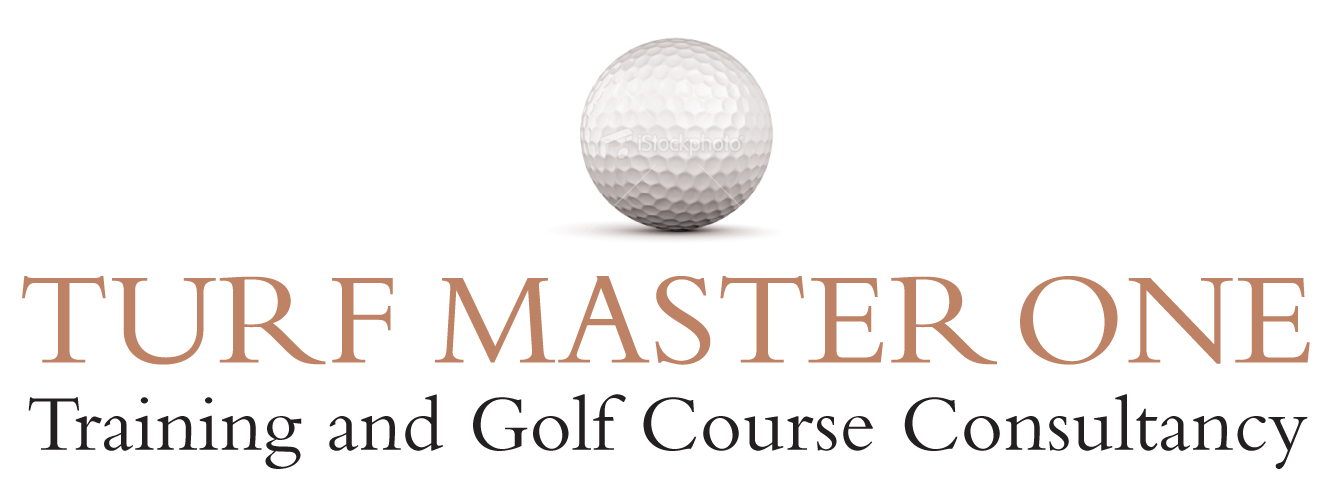 iStockphoto
TURF MASTER ONE
Training and Golf Course Consultancy